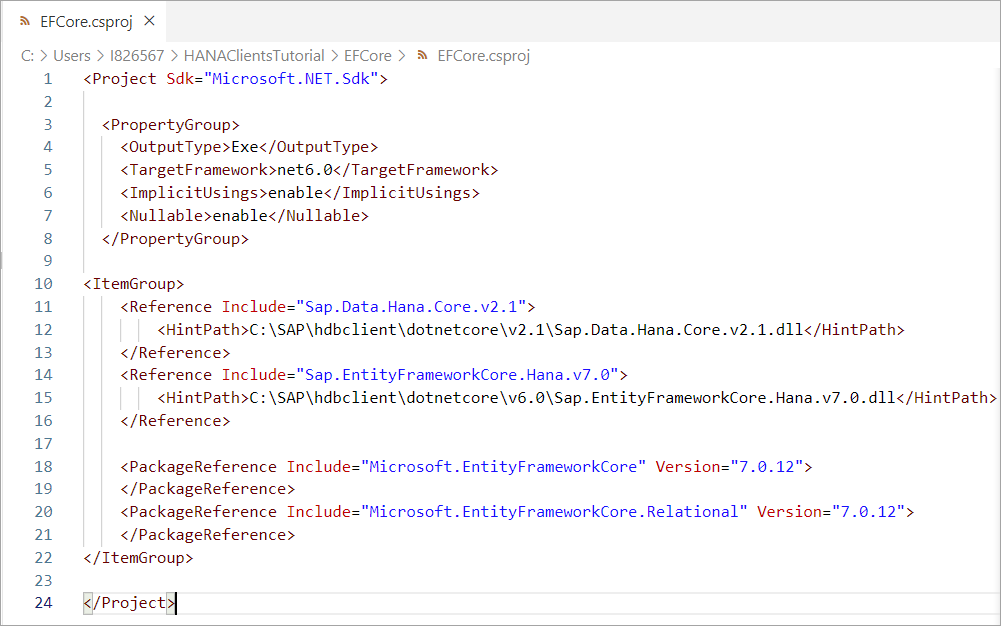 EFCore.csproj ×
C: > Users > I826567 > HANAClientsTutorial > EFCore > EFCore.csproj
1 <Project Sdk="Microsoft.NET.Sdk">
2
3 <PropertyGroup>
4 <OutputType>Exe</OutputType>
5 <TargetFramework>net6.0</TargetFramework>
6 <ImplicitUsings>enable</ImplicitUsings>
7 <Nullable>enable</Nullable>
8 </PropertyGroup>
9
10 <ItemGroup>
11 <Reference Include="Sap.Data.Hana.Core.v2.1">
12 <HintPath>C:\SAP\hdbclient\dotnetcore\v2.1\Sap.Data.Hana.Core.v2.1.dll</HintPath>
13 </Reference>
14 <Reference Include="Sap.EntityFrameworkCore.Hana.v7.0">
15 <HintPath>C:\SAP\hdbclient\dotnetcore\v6.0\Sap.EntityFrameworkCore.Hana.v7.0.dll</HintPath>
16 </Reference>
17
18 <PackageReference Include="Microsoft.EntityFrameworkCore" Version="7.0.12">
19 </PackageReference>
20 <PackageReference Include="Microsoft.EntityFrameworkCore.Relational" Version="7.0.12">
21 </PackageReference>
22 </ItemGroup>
23
24 </Project>